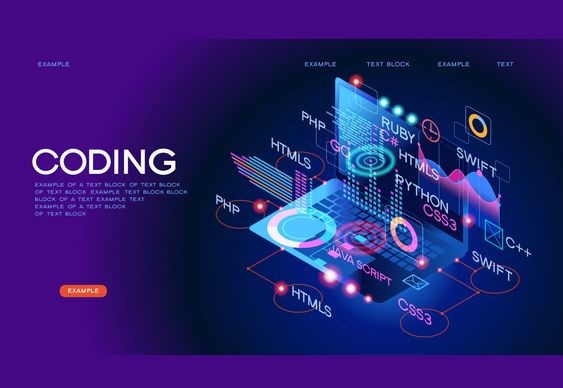 EXAMPLE
EXAMPLE TEXT BLOCK EXAMPLE TEXT
CODING
EXAMPLE OF A TEXT BLOCK OF TEXT BLOCK
OF TEXT BLOCK EXAMPLE TEXT BLOCK BLOCK
BLOCK OF A TEXT EXAMPLE TEXT
EXAMPLE OF A TEXT BLOCK
OF TEXT BLOCK
EXAMPLE
PHP
RUBY
C#
GO
HTML5
HTML5
SWIFT
PYTHON
CSS3
PHP
C++
JAVA SCRIPT
SWIFT
HTML5
CSS3